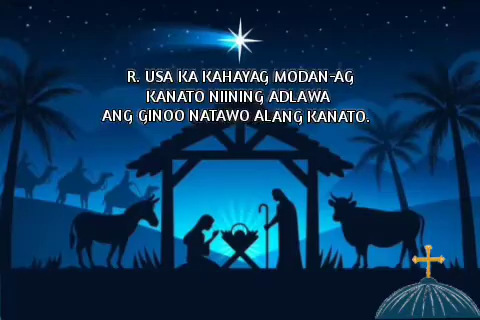 R. USA KA KAHAYAG MODAN-AG
KANATO NIINING ADLAWA
ANG GINOO NATAWO ALANG KANATO.